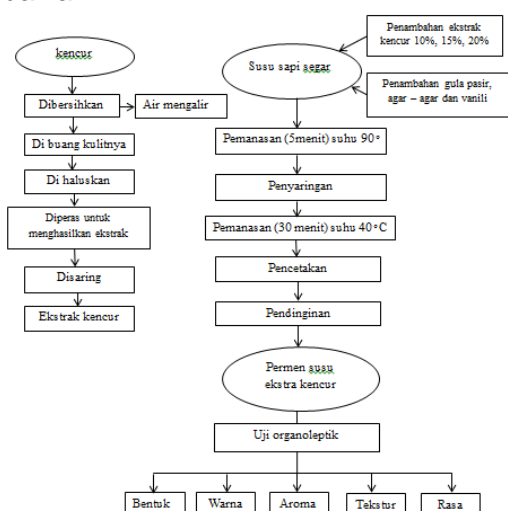 kencur
Dibersihkan
Air mengalir
Di buang kulitnya
Di haluskan
Diperas untuk
menghasilkan ekstrak
Disaring
Ekstrak kencur
Penambahan ekstrak
kencur 10%, 15%, 20%
Susu sapi segar
Penambahan gula pasir,
agar – agar dan vanili
Pemanasan (5menit) suhu 90°
Penyaringan
Pemanasan (30 menit) suhu 40°C
Pencetakan
Pendinginan
Permen susu
ekstra kencur
Uji organoleptik
Bentuk
Warna
Aroma
Tekstur
Rasa